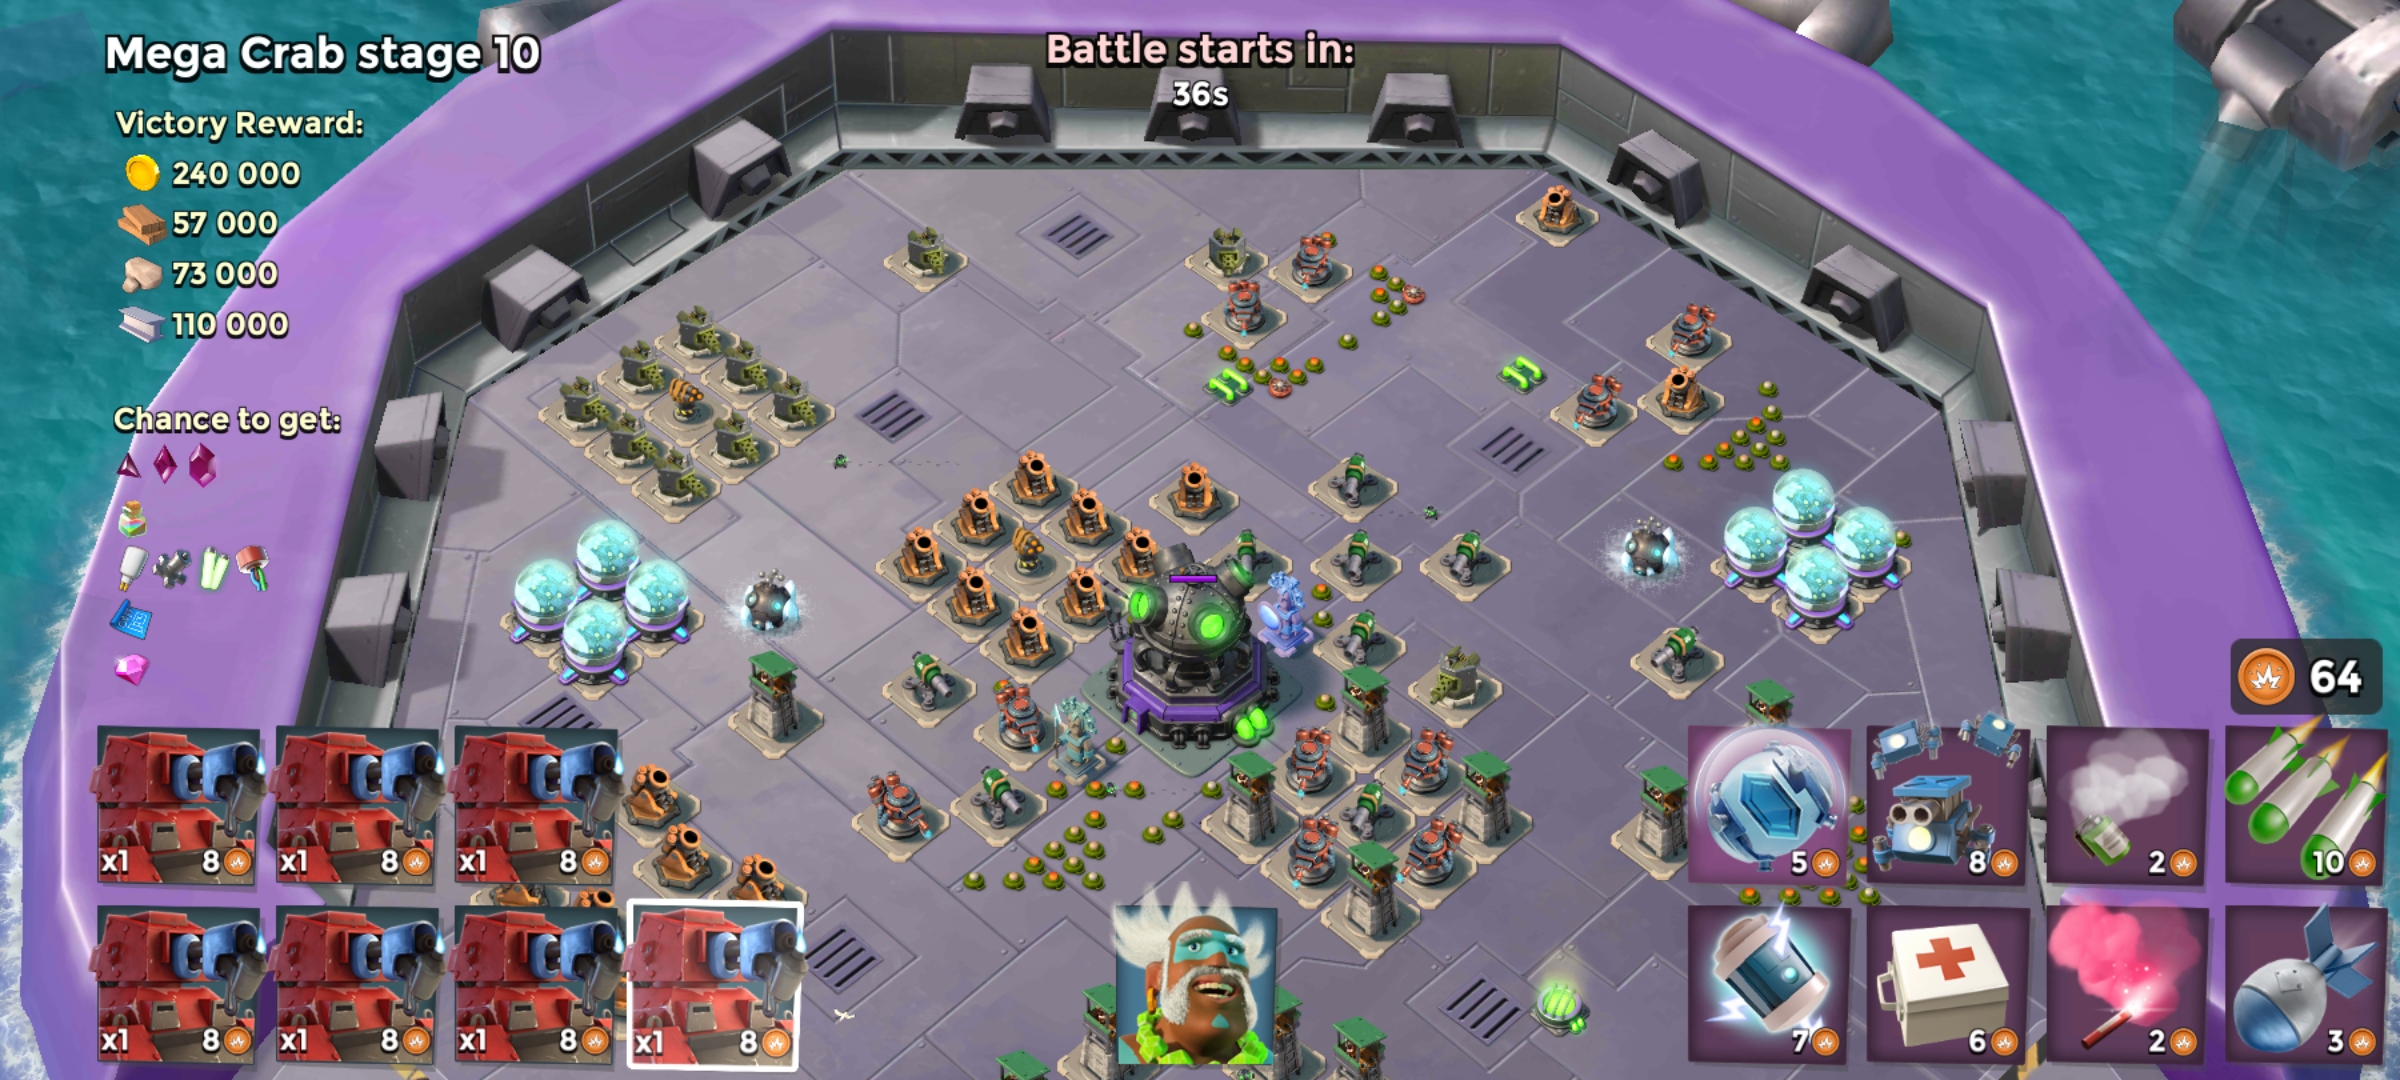 Mega Crab stage 10
Battle starts in:
36s
Victory Reward:
240 000
57 000
73 000
110 000
Chance to get:
64
x1 8
x1 8
x1 8
5
8
2
10
x1 8
x1 8
x1 8
x1 8
7
6
2
3